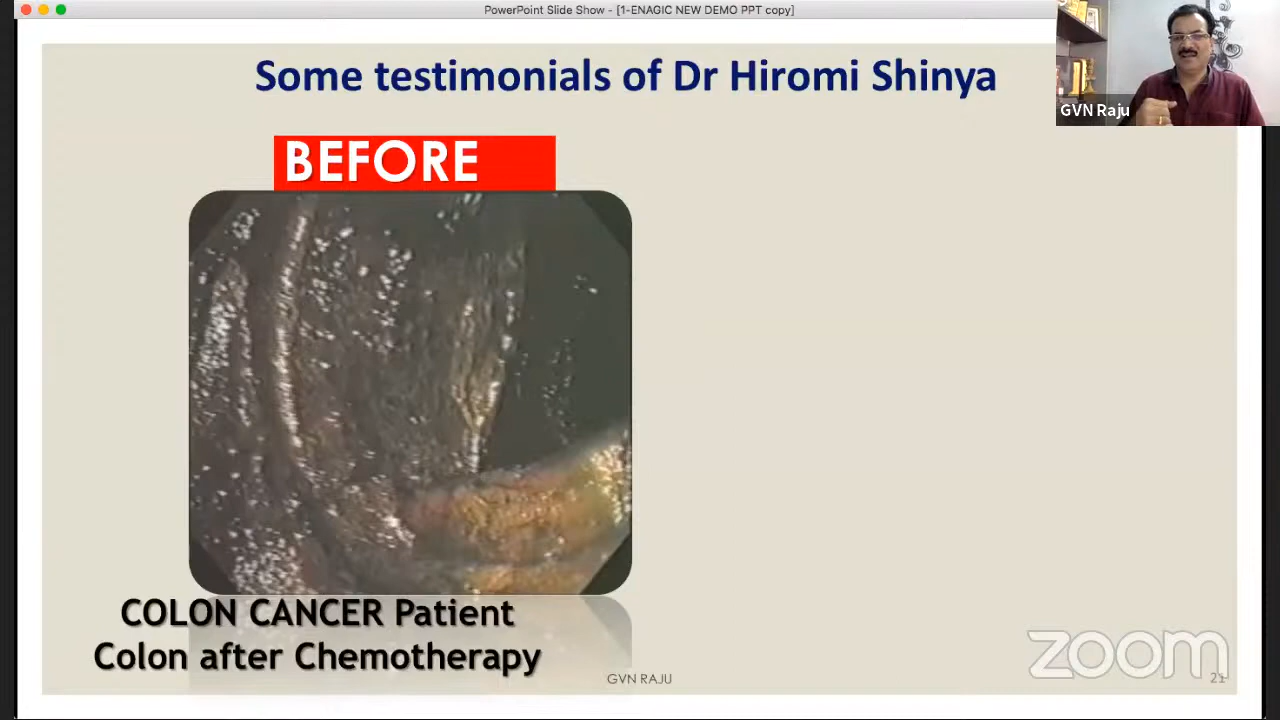 PowerPoint Slide Show - [1-ENAGIC NEW DEMO PPT copy]
Some testimonials of Dr Hiromi Shinya
GVN Raju
BEFORE
COLON CANCER Patient
Colon after Chemotherapy
GVN RAJU
zoom
21